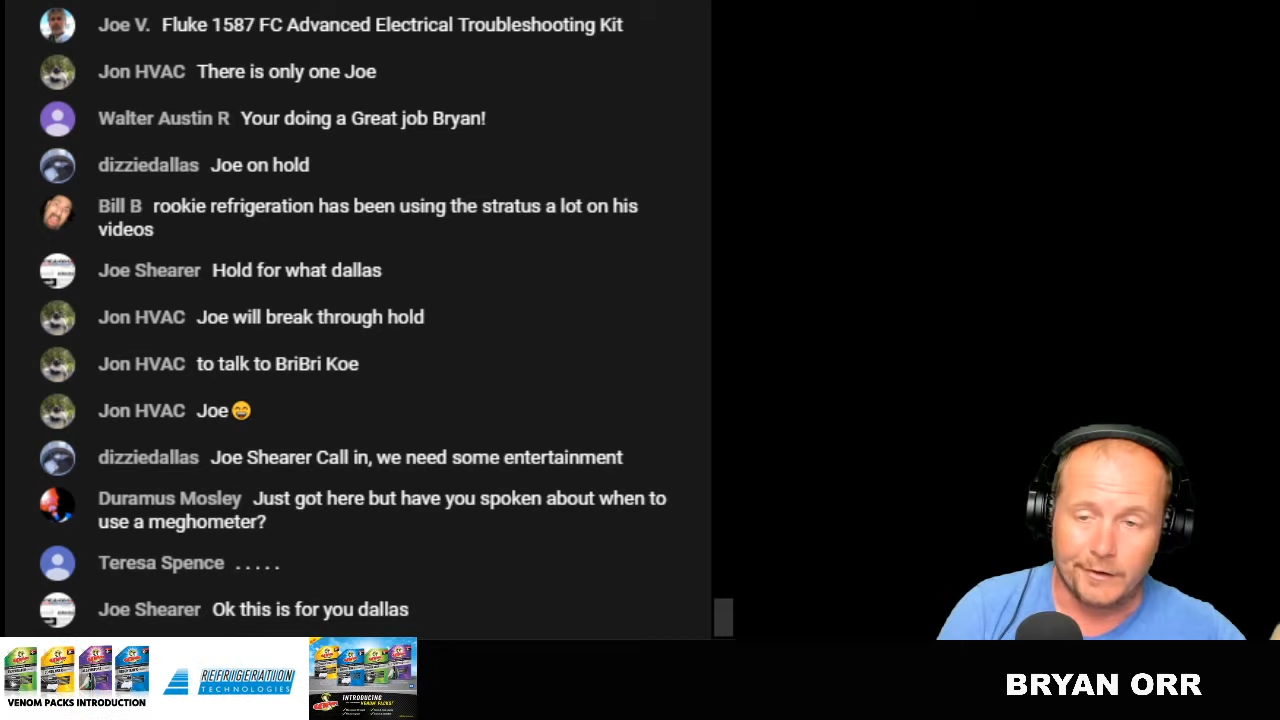 Joe V. Fluke 1587 FC Advanced Electrical Troubleshooting Kit
Jon HVAC There is only one Joe
Walter Austin R Your doing a Great job Bryan!
dizziedallas Joe on hold
Bill B rookie refrigeration has been using the stratus a lot on his
videos
Joe Shearer Hold for what dallas
Jon HVAC Joe will break through hold
Jon HVAC to talk to BriBri Koe
Jon HVAC Joe😄
dizziedallas Joe Shearer Call in, we need some entertainment
Duramus Mosley Just got here but have you spoken about when to
use a meghometer?
Teresa Spence . . . . .
Joe Shearer Ok this is for you dallas
VENOM PACKS INTRODUCTION
REFRIGERATION
TECHNOLOGIES
INTRODUCING
VENOM PACKS!
BRYAN ORR